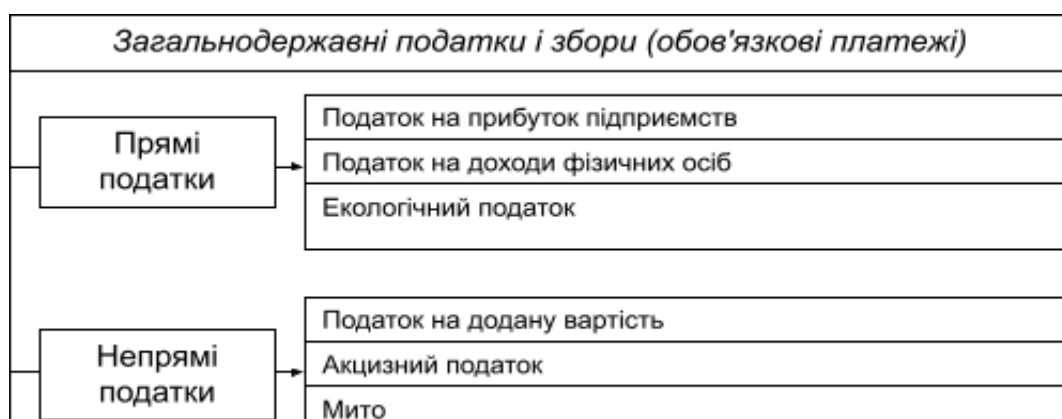 Загальнодержавні податки і збори (обов'язкові платежі)
Прямі
податки
Податок на прибуток підприємств
Податок на доходи фізичних осіб
Екологічний податок
Непрямі
податки
Податок на додану вартість
Акцизний податок
Мито